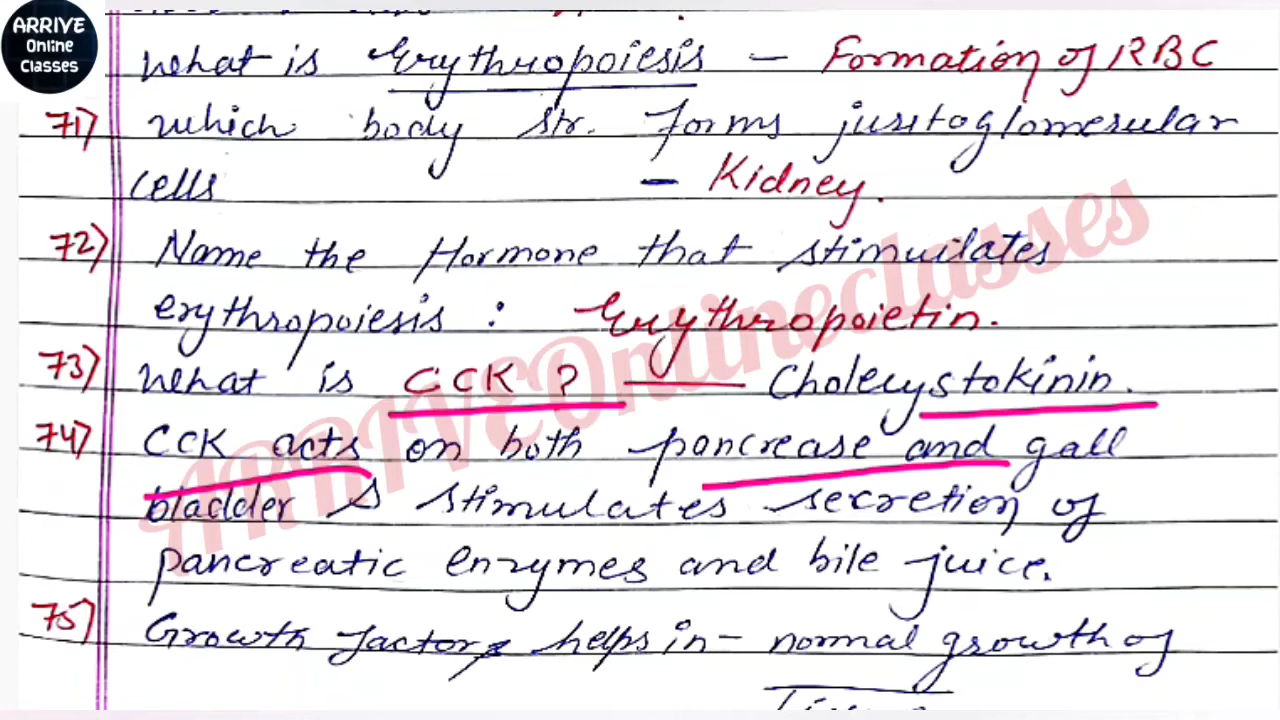 ARRIVE
Online
Classes
What is Erythropoiesis - Formation of RBC
71) which body str. forms juxtaglomerular
cells - Kidney.
72) Name the Hormone that stimulates
erythropoiesis : Erythropoietin.
73) What is CCK ? — Cholecystokinin.
74) CCK acts on both pancrease and gall
bladder & stimulates secretion of
pancreatic enzymes and bile juice.
75) Growth factors helps in - normal growth of
ARRIVEOnlineclasses